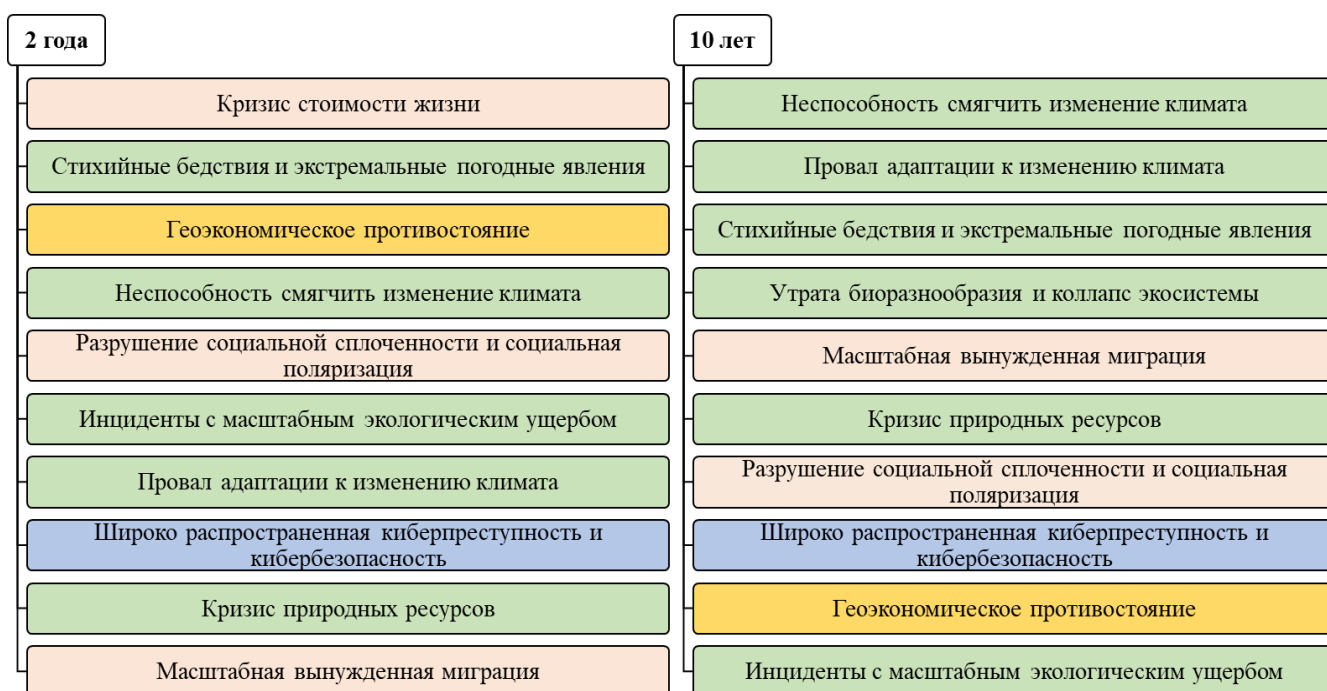 2 года
Кризис стоимости жизни
Стихийные бедствия и экстремальные погодные явления
Геоэкономическое противостояние
Неспособность смягчить изменение климата
Разрушение социальной сплоченности и социальная
поляризация
Инциденты с масштабным экологическим ущербом
Провал адаптации к изменению климата
Широко распространенная киберпреступность и
кибербезопасность
Кризис природных ресурсов
Масштабная вынужденная миграция
10 лет
Неспособность смягчить изменение климата
Провал адаптации к изменению климата
Стихийные бедствия и экстремальные погодные явления
Утрата биоразнообразия и коллапс экосистемы
Масштабная вынужденная миграция
Кризис природных ресурсов
Разрушение социальной сплоченности и социальная
поляризация
Широко распространенная киберпреступность и
кибербезопасность
Геоэкономическое противостояние
Инциденты с масштабным экологическим ущербом